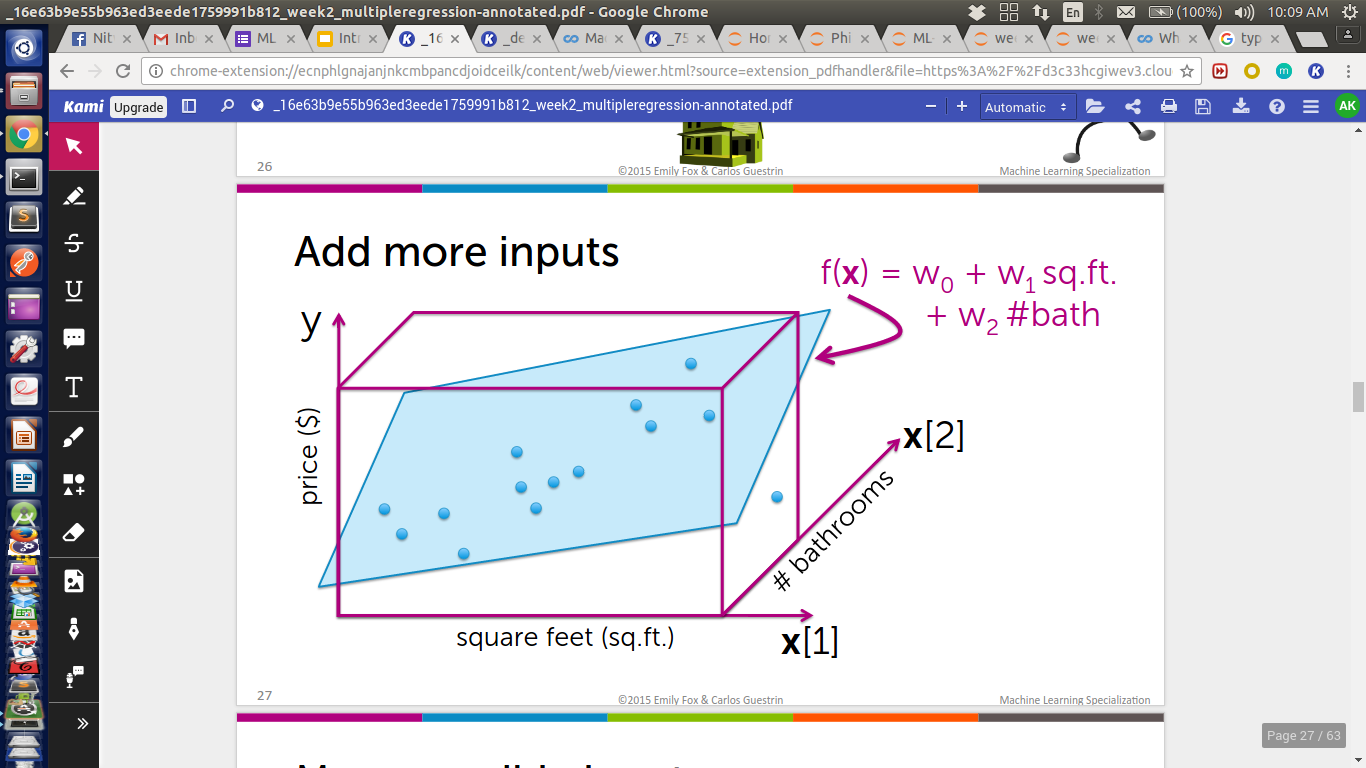 _16e63b9e55b963ed3eede1759991b812_week2_multipleregression-annotated.pdf - Google Chrome
En (100%) 10:09 AM
Nit Inb ML Intr _16 _de Ma _75 Hor Phi ML- wee wee Wh typ
chrome-extension://ecnphlgnajanjnkcmbpancdjoidceilk/content/web/viewer.html?source=extension_pdfhandler&file=https%3A%2F%2Fd3c33hcgiwev3.clou
Kami Upgrade _16e63b9e55b963ed3eede1759991b812_week2_multipleregression-annotated.pdf Automatic AK
26 ©2015 Emily Fox & Carlos Guestrin Machine Learning Specialization
Add more inputs
f(x) = w0 + w1 sq.ft.
+ w2 #bath
y
price ($)
x[2]
# bathrooms
square feet (sq.ft.)
x[1]
27 ©2015 Emily Fox & Carlos Guestrin Machine Learning Specialization
Page 27 / 63